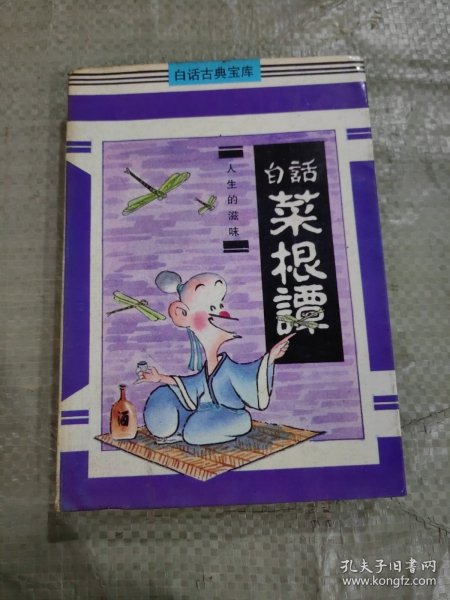 白话古典宝库
人生的滋味
白話
菜根譚
酒
孔夫子旧书网
www.kongfz.com